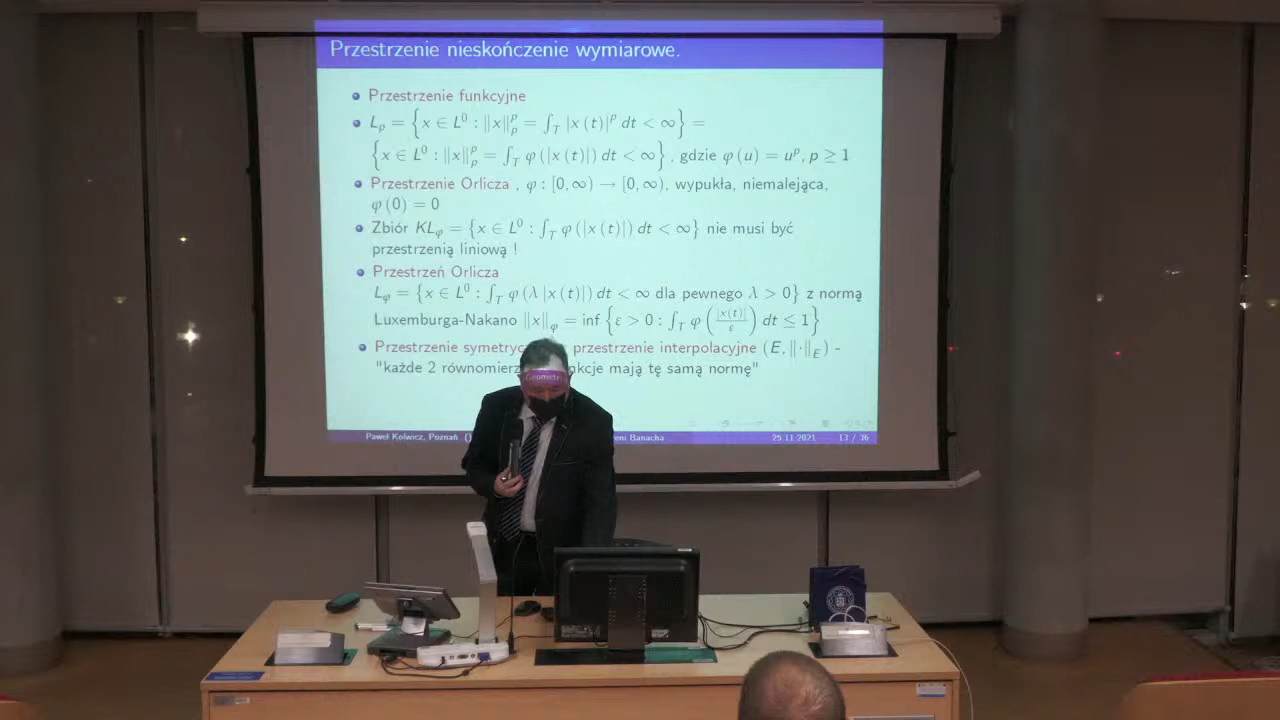 Przestrzenie nieskończenie wymiarowe.
Przestrzenie funkcyjne
L_p = {x ∈ L^0 : ‖x‖_p^p = ∫_T |x(t)|^p dt < ∞} =
{x ∈ L^0 : ‖x‖_p^p = ∫_T φ(|x(t)|) dt < ∞}, gdzie φ(u) = u^p, p ≥ 1
Przestrzenie Orlicza , φ : [0, ∞) → [0, ∞), wypukła, niemalejąca,
φ(0) = 0
Zbiór KL_φ = {x ∈ L^0 : ∫_T φ(|x(t)|) dt < ∞} nie musi być
przestrzenią liniową !
Przestrzeń Orlicza
L_φ = {x ∈ L^0 : ∫_T φ(λ|x(t)|) dt < ∞ dla pewnego λ > 0} z normą
Luxemburga-Nakano ‖x‖_φ = inf {ε > 0 : ∫_T φ(|x(t)|/ε) dt ≤ 1}
Przestrzenie przestrzenie interpolacyjne (E, ‖·‖_E) -
"każde 2 mają tę samą normę"
Geometr
Paweł Kolwicz, Poznań () Banacha 25.11.2021 13 / 36